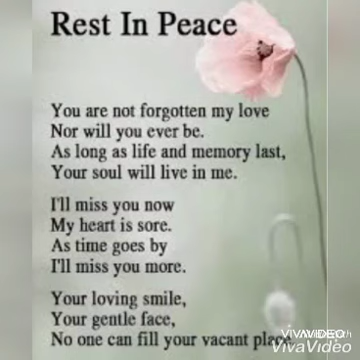 Rest In Peace
You are not forgotten my love
Nor will you ever be.
As long as life and memory last,
Your soul will live in me.
I'll miss you now
My heart is sore.
As time goes by
I'll miss you more.
Your loving smile,
Your gentle face,
No one can fill your vacant place
VIVAVIDEO
VivaVideo